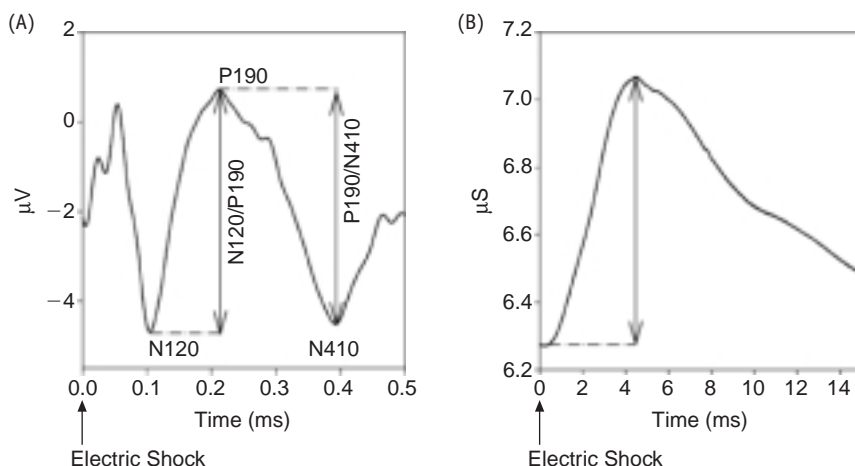 (A)
2
0
−2
−4
µV
P190
N120/P190
P190/N410
N120
N410
0.0 0.1 0.2 0.3 0.4 0.5
Time (ms)
Electric Shock
(B)
7.2
7.0
6.8
6.6
6.4
6.2
µS
0 2 4 6 8 10 12 14
Time (ms)
Electric Shock